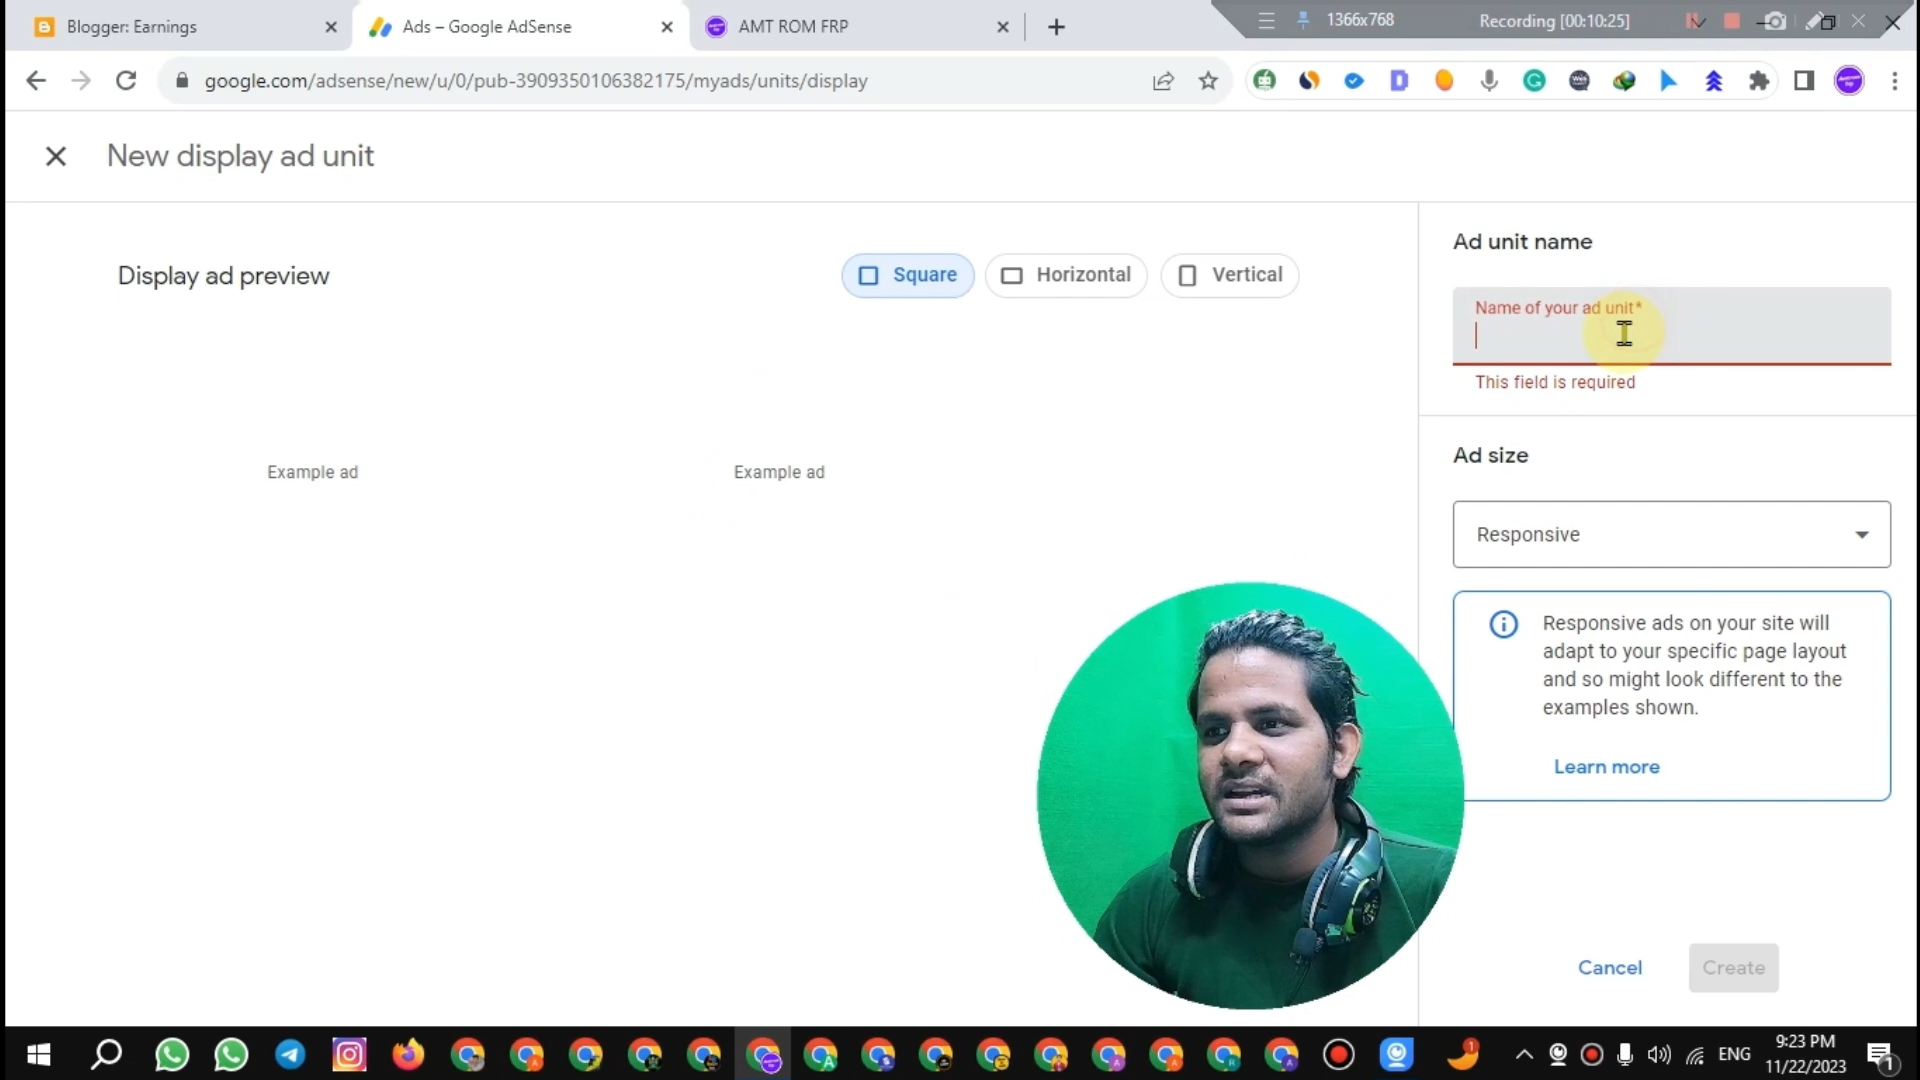 Blogger: Earnings
Ads – Google AdSense
AMT ROM FRP
1366x768
Recording [00:10:25]
google.com/adsense/new/u/0/pub-3909350106382175/myads/units/display
New display ad unit
Display ad preview
Square
Horizontal
Vertical
Example ad
Example ad
Ad unit name
Name of your ad unit*
This field is required
Ad size
Responsive
Responsive ads on your site will
adapt to your specific page layout
and so might look different to the
examples shown.
Learn more
Cancel
Create
1
ENG
9:23 PM
11/22/2023
1